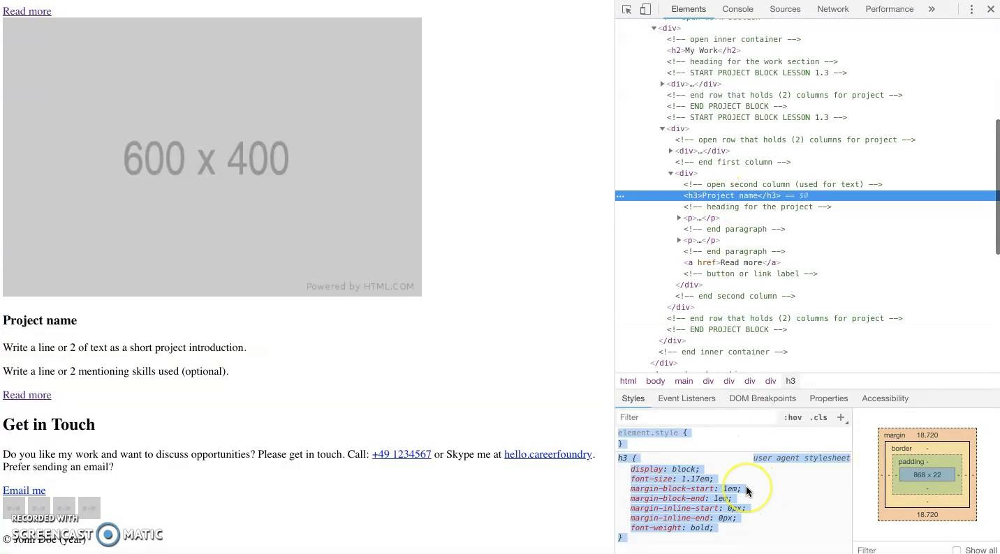 Read more
600 x 400
Powered by HTML.COM
Project name
Write a line or 2 of text as a short project introduction.
Write a line or 2 mentioning skills used (optional).
Read more
Get in Touch
Do you like my work and want to discuss opportunities? Please get in touch. Call: +49 1234567 or Skype me at hello.careerfoundry.
Prefer sending an email?
Email me
RECORDED WITH
SCREENCAST MATIC
© John Doe (year)
Elements Console Sources Network Performance »
<div>
<!-- open inner container -->
<h2>My Work</h2>
<!-- heading for the work section -->
<!-- START PROJECT BLOCK LESSON 1.3 -->
<div>…</div>
<!-- end row that holds (2) columns for project -->
<!-- END PROJECT BLOCK -->
<!-- START PROJECT BLOCK LESSON 1.3 -->
<div>
<!-- open row that holds (2) columns for project -->
<div>…</div>
<!-- end first column -->
<div>
<!-- open second column (used for text) -->
<h3>Project name</h3> == $0
<!-- heading for the project -->
<p>…</p>
<!-- end paragraph -->
<p>…</p>
<!-- end paragraph -->
<a href>Read more</a>
<!-- button or link label -->
</div>
<!-- end second column -->
</div>
<!-- end row that holds (2) columns for project -->
<!-- END PROJECT BLOCK -->
</div>
<!-- end inner container -->
</div>
html body main div div div div h3
Styles Event Listeners DOM Breakpoints Properties Accessibility
Filter :hov .cls +
element.style {
}
h3 { user agent stylesheet
display: block;
font-size: 1.17em;
margin-block-start: 1em;
margin-block-end: 1em;
margin-inline-start: 0px;
margin-inline-end: 0px;
font-weight: bold;
}
margin 18.720
border -
padding -
- - - 868 × 22 - - -
-
-
18.720
Filter Show all